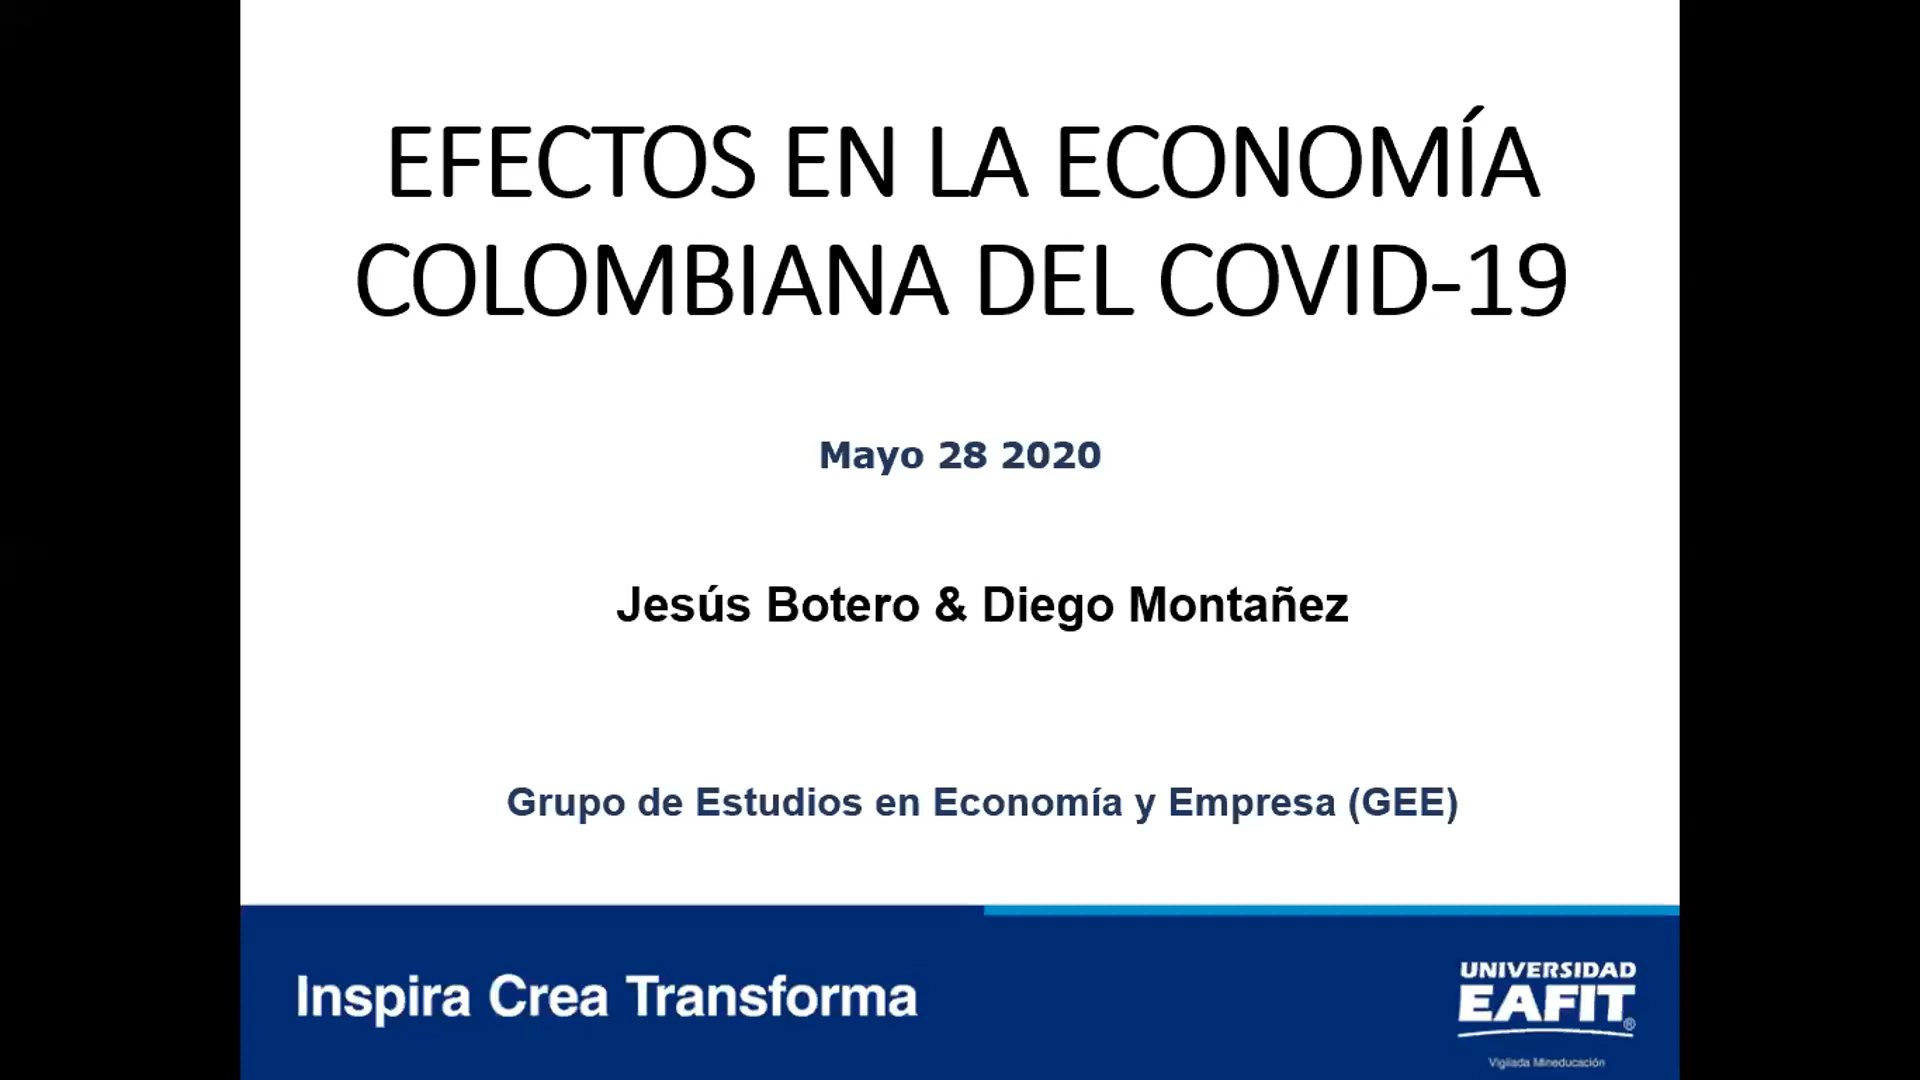 EFECTOS EN LA ECONOMÍA
COLOMBIANA DEL COVID-19
Mayo 28 2020
Jesús Botero & Diego Montañez
Grupo de Estudios en Economía y Empresa (GEE)
Inspira Crea Transforma
UNIVERSIDAD
EAFIT®
Vigilada Mineducación